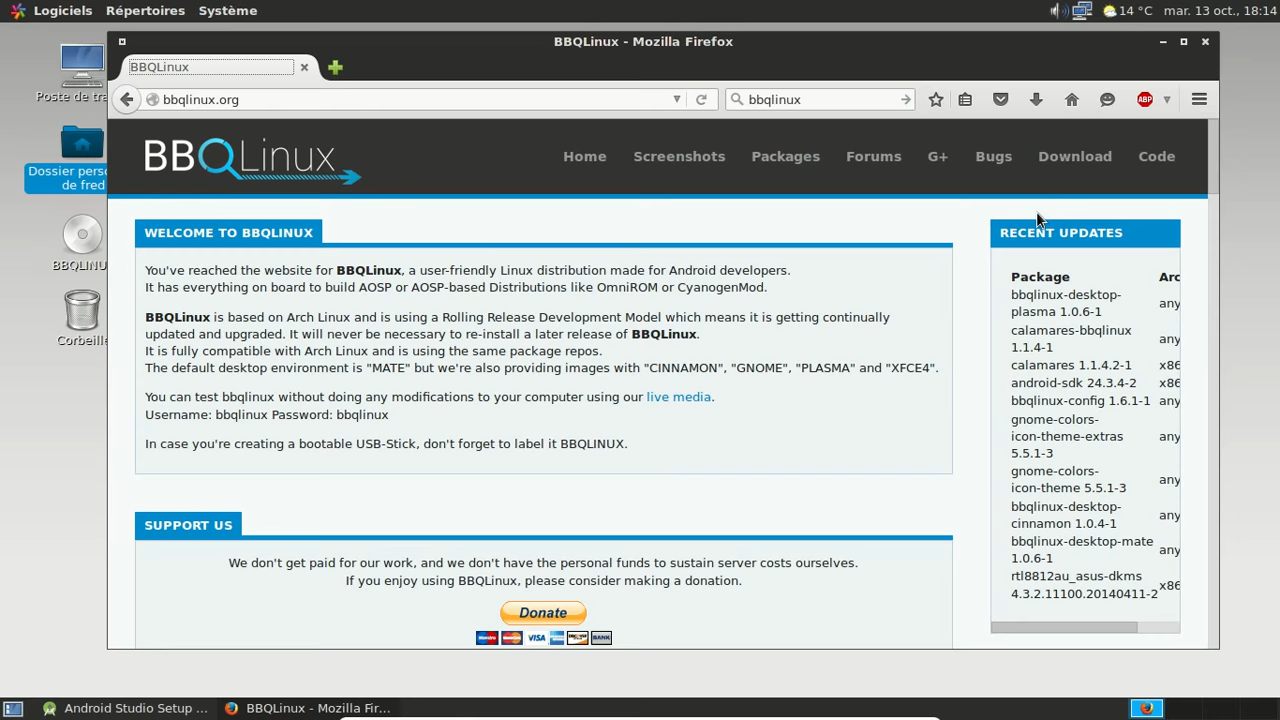 Logiciels Répertoires Système
14 °C mar. 13 oct., 18:14
BBQLinux - Mozilla Firefox
BBQLinux
bbqlinux.org
bbqlinux
ABP
BBQLinux
Home Screenshots Packages Forums G+ Bugs Download Code
Poste de tra
Dossier perso
de fred
BBQLINU
Corbeille
WELCOME TO BBQLINUX
You've reached the website for BBQLinux, a user-friendly Linux distribution made for Android developers.
It has everything on board to build AOSP or AOSP-based Distributions like OmniROM or CyanogenMod.
BBQLinux is based on Arch Linux and is using a Rolling Release Development Model which means it is getting continually
updated and upgraded. It will never be necessary to re-install a later release of BBQLinux.
It is fully compatible with Arch Linux and is using the same package repos.
The default desktop environment is "MATE" but we're also providing images with "CINNAMON", "GNOME", "PLASMA" and "XFCE4".
You can test bbqlinux without doing any modifications to your computer using our live media.
Username: bbqlinux Password: bbqlinux
In case you're creating a bootable USB-Stick, don't forget to label it BBQLINUX.
SUPPORT US
We don't get paid for our work, and we don't have the personal funds to sustain server costs ourselves.
If you enjoy using BBQLinux, please consider making a donation.
Donate
VISA
BANK
RECENT UPDATES
Package Arc
bbqlinux-desktop-
plasma 1.0.6-1 any
calamares-bbqlinux
1.1.4-1 any
calamares 1.1.4.2-1 x86
android-sdk 24.3.4-2 x86
bbqlinux-config 1.6.1-1 any
gnome-colors-
icon-theme-extras any
5.5.1-3
gnome-colors-
icon-theme 5.5.1-3 any
bbqlinux-desktop-
cinnamon 1.0.4-1 any
bbqlinux-desktop-mate
1.0.6-1 any
rtl8812au_asus-dkms
4.3.2.11100.20140411-2 x86
Android Studio Setup ...
BBQLinux - Mozilla Fir...